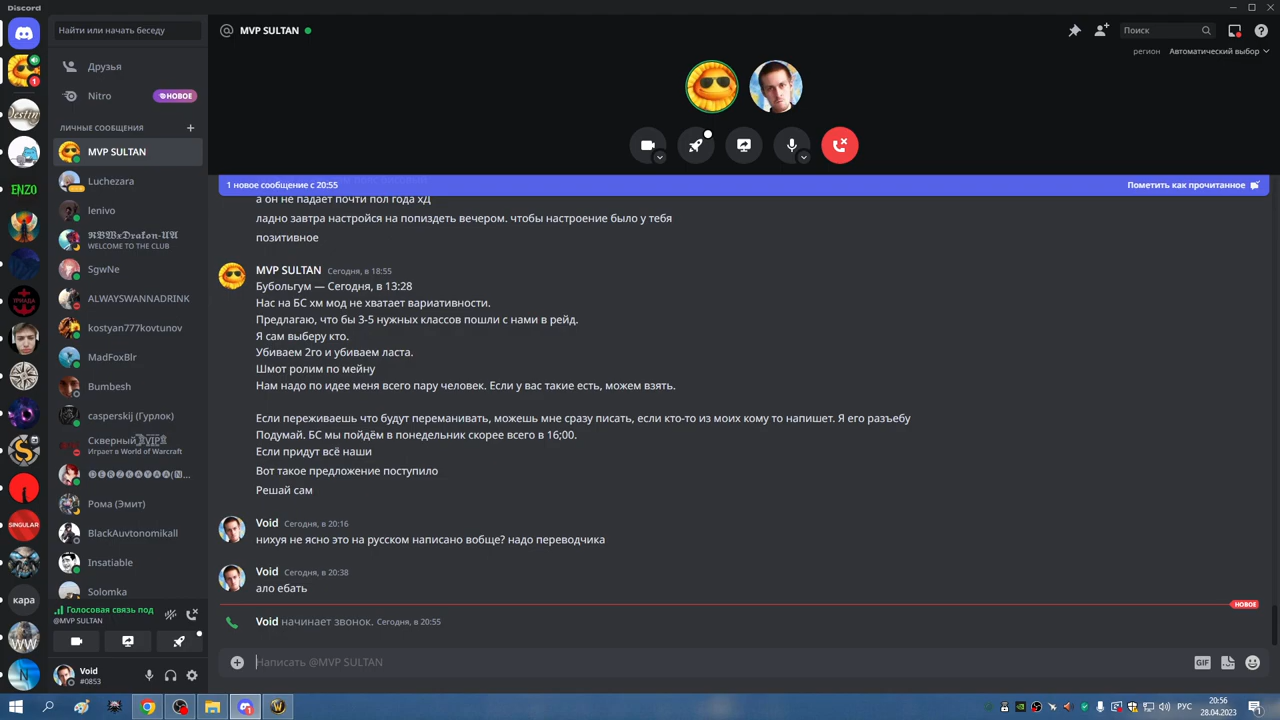 Discord
Найти или начать беседу
MVP SULTAN
Поиск
регион Автоматический выбор
Друзья
Nitro
НОВОЕ
ЛИЧНЫЕ СООБЩЕНИЯ
MVP SULTAN
Luchezara
lenivo
WELCOME TO THE CLUB
SgwNe
ALWAYSWANNADRINK
kostyan777kovtunov
MadFoxBlr
Bumbesh
casperskij (Гурлок)
Скверный VIP
Играет в World of Warcraft
DERZKAYAA(N...
Рома (Эмит)
BlackAuvtonomikall
Insatiable
Solomka
Голосовая связь под
@MVP SULTAN
Void
#0853
ENZO
ТРИАДА
SINGULAR
кара
WW
1 новое сообщение с 20:55
Пометить как прочитанное
а он не падает почти пол года хД
ладно завтра настройся на попиздеть вечером. чтобы настроение было у тебя
позитивное
MVP SULTAN Сегодня, в 18:55
Бубольгум — Сегодня, в 13:28
Нас на БС хм мод не хватает вариативности.
Предлагаю, что бы 3-5 нужных классов пошли с нами в рейд.
Я сам выберу кто.
Убиваем 2го и убиваем ласта.
Шмот ролим по мейну
Нам надо по идее меня всего пару человек. Если у вас такие есть, можем взять.
Если переживаешь что будут переманивать, можешь мне сразу писать, если кто-то из моих кому то напишет. Я его разъебу
Подумай. БС мы пойдём в понедельник скорее всего в 16;00.
Если придут всё наши
Вот такое предложение поступило
Решай сам
Void Сегодня, в 20:16
нихуя не ясно это на русском написано вобще? надо переводчика
Void Сегодня, в 20:38
ало ебать
НОВОЕ
Void начинает звонок. Сегодня, в 20:55
Написать @MVP SULTAN
GIF
РУС
20:56
28.04.2023